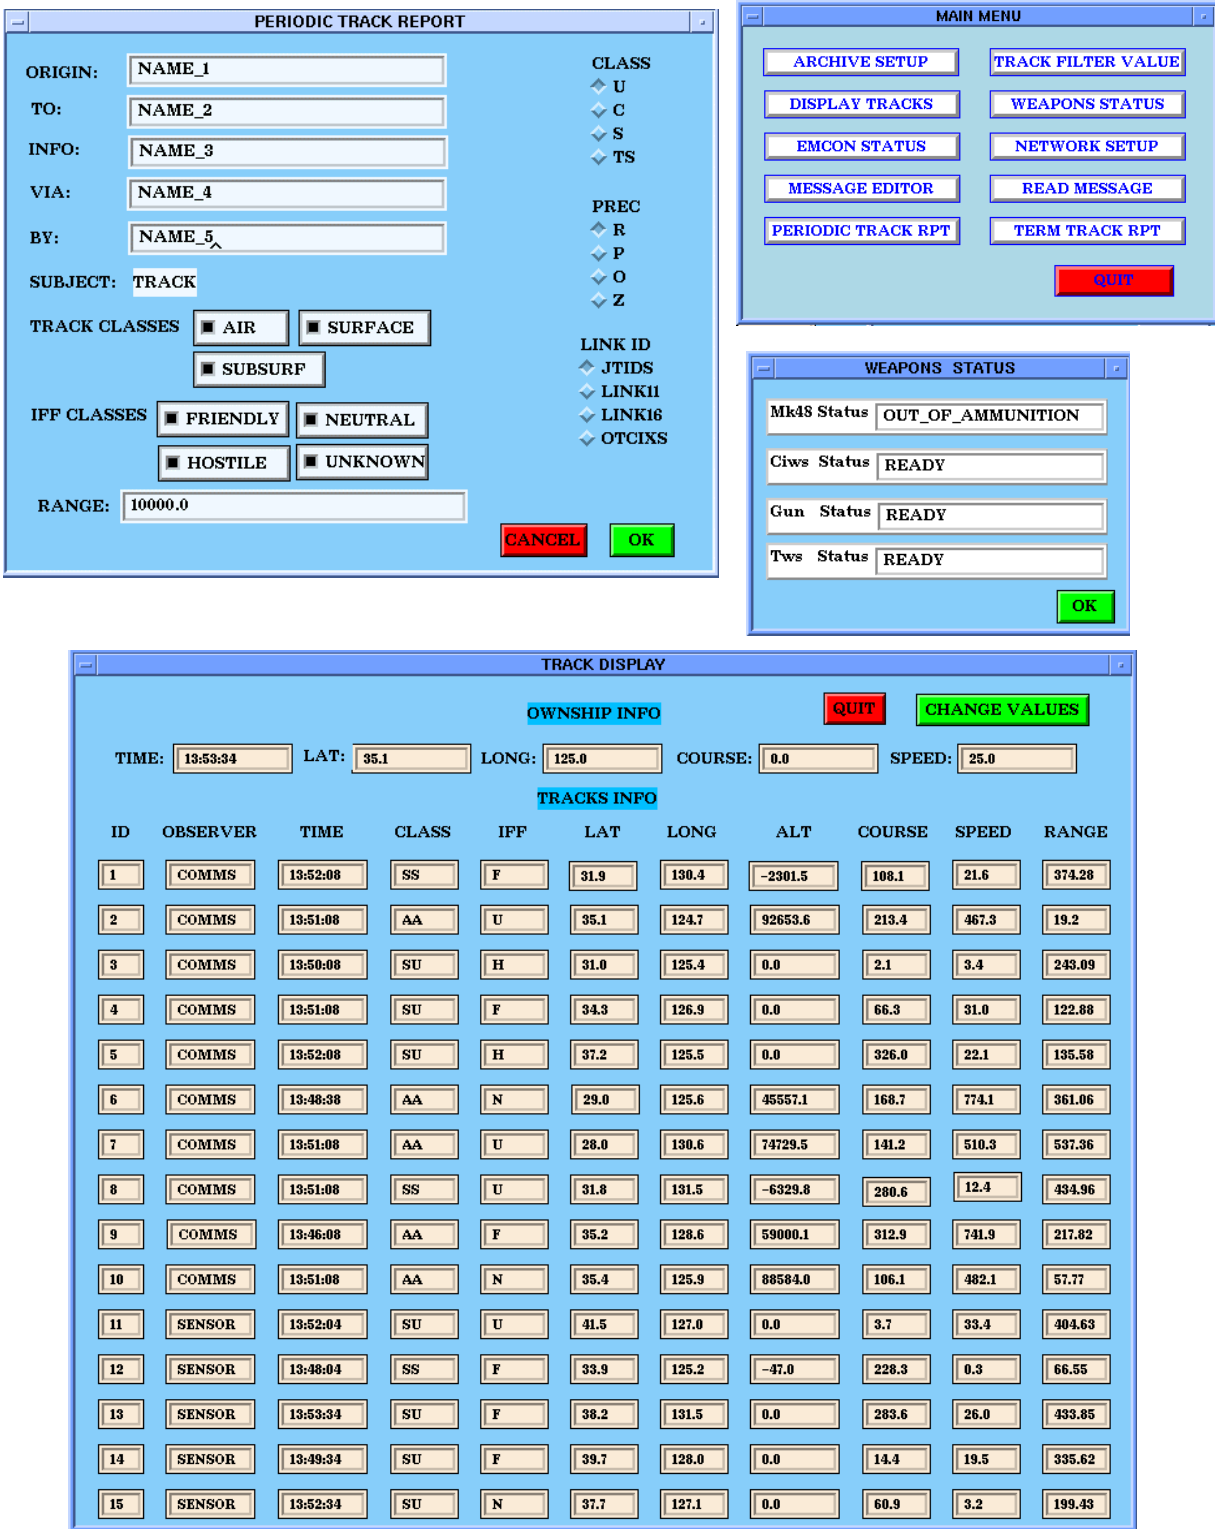 PERIODIC TRACK REPORT
ORIGIN: NAME_1
TO: NAME_2
INFO: NAME_3
VIA: NAME_4
BY: NAME_5
SUBJECT: TRACK
TRACK CLASSES AIR SURFACE
SUBSURF
IFF CLASSES FRIENDLY NEUTRAL
HOSTILE UNKNOWN
RANGE: 10000.0
CLASS
U
C
S
TS
PREC
R
P
O
Z
LINK ID
JTIDS
LINK11
LINK16
OTCIXS
CANCEL OK
MAIN MENU
ARCHIVE SETUP TRACK FILTER VALUE
DISPLAY TRACKS WEAPONS STATUS
EMCON STATUS NETWORK SETUP
MESSAGE EDITOR READ MESSAGE
PERIODIC TRACK RPT TERM TRACK RPT
QUIT
WEAPONS STATUS
Mk48 Status OUT_OF_AMMUNITION
Ciws Status READY
Gun Status READY
Tws Status READY
OK
TRACK DISPLAY
OWNSHIP INFO QUIT CHANGE VALUES
TIME: 13:53:34 LAT: 35.1 LONG: 125.0 COURSE: 0.0 SPEED: 25.0
TRACKS INFO
ID OBSERVER TIME CLASS IFF LAT LONG ALT COURSE SPEED RANGE
1 COMMS 13:52:08 SS F 31.9 130.4 -2301.5 108.1 21.6 374.28
2 COMMS 13:51:08 AA U 35.1 124.7 92653.6 213.4 467.3 19.2
3 COMMS 13:50:08 SU H 31.0 125.4 0.0 2.1 3.4 243.09
4 COMMS 13:51:08 SU F 34.3 126.9 0.0 66.3 31.0 122.88
5 COMMS 13:52:08 SU H 37.2 125.5 0.0 326.0 22.1 135.58
6 COMMS 13:48:38 AA N 29.0 125.6 45557.1 168.7 774.1 361.06
7 COMMS 13:51:08 AA U 28.0 130.6 74729.5 141.2 510.3 537.36
8 COMMS 13:51:08 SS U 31.8 131.5 -6329.8 280.6 12.4 434.96
9 COMMS 13:46:08 AA F 35.2 128.6 59000.1 312.9 741.9 217.82
10 COMMS 13:51:08 AA N 35.4 125.9 88584.0 106.1 482.1 57.77
11 SENSOR 13:52:04 SU U 41.5 127.0 0.0 3.7 33.4 404.63
12 SENSOR 13:48:04 SS F 33.9 125.2 -47.0 228.3 0.3 66.55
13 SENSOR 13:53:34 SU F 38.2 131.5 0.0 283.6 26.0 433.85
14 SENSOR 13:49:34 SU F 39.7 128.0 0.0 14.4 19.5 335.62
15 SENSOR 13:52:34 SU N 37.7 127.1 0.0 60.9 3.2 199.43